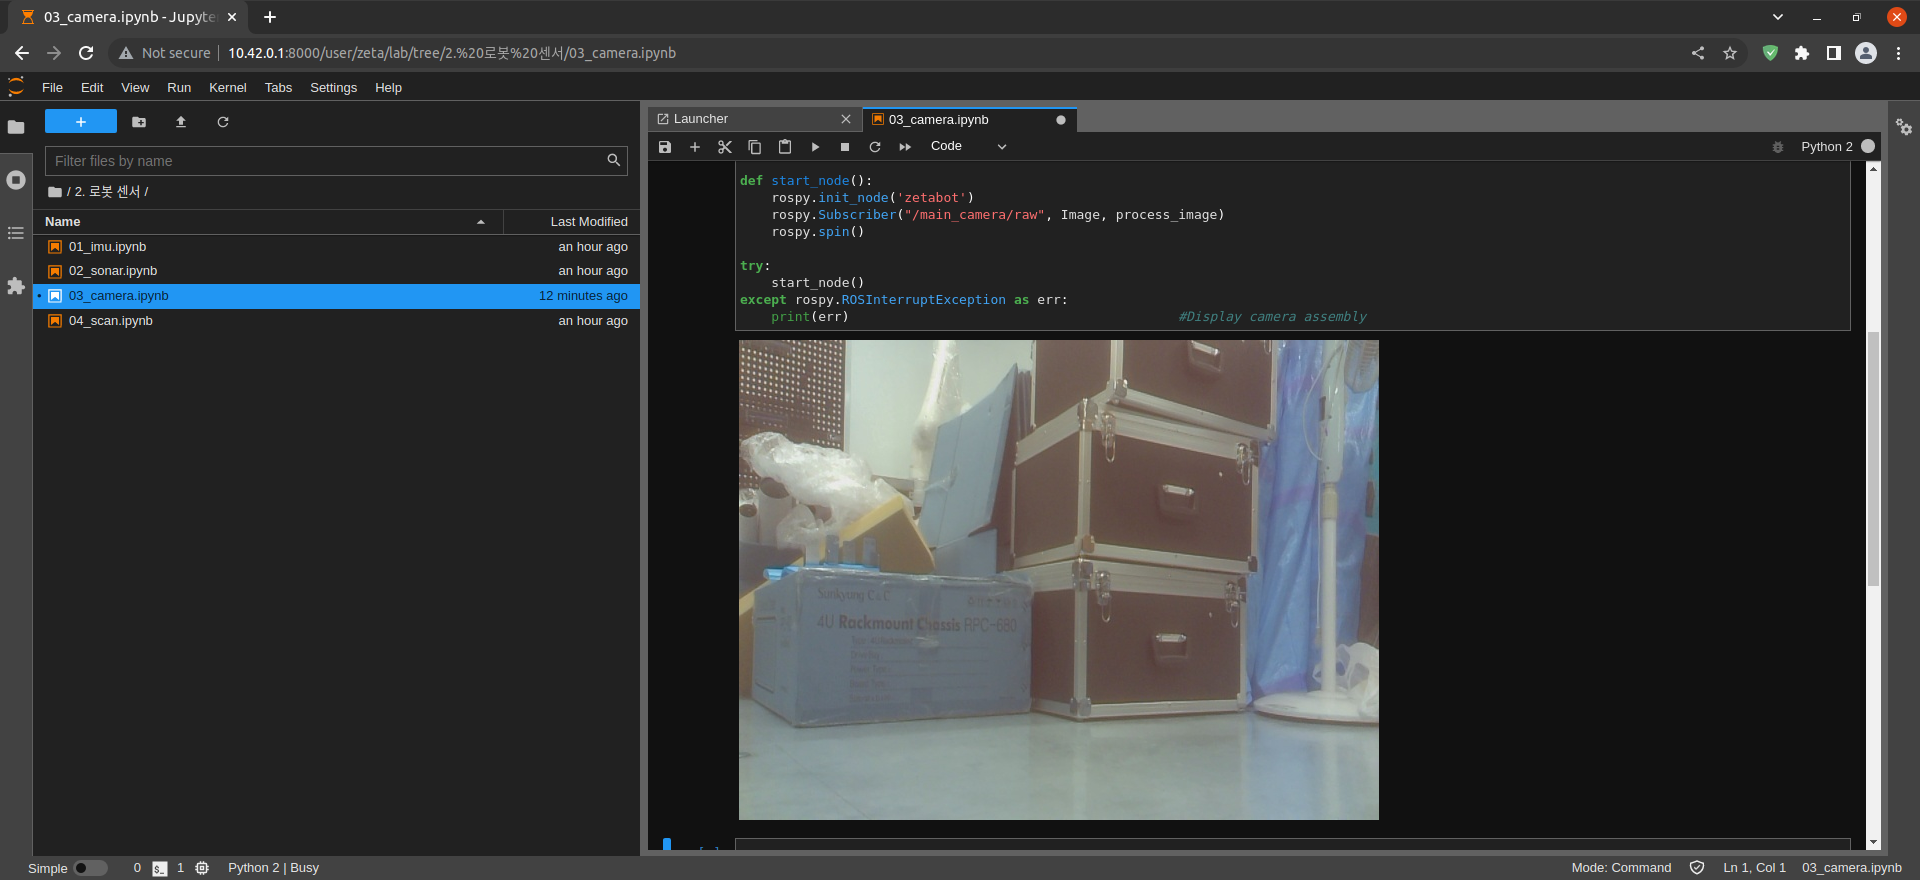 03_camera.ipynb - Jupyte
Not secure
10.42.0.1:8000/user/zeta/lab/tree/2.%20로봇%20센서/03_camera.ipynb
File Edit View Run Kernel Tabs Settings Help
Filter files by name
/ 2. 로봇 센서 /
Name Last Modified
01_imu.ipynb an hour ago
02_sonar.ipynb an hour ago
03_camera.ipynb 12 minutes ago
04_scan.ipynb an hour ago
Launcher
03_camera.ipynb
Code
Python 2
def start_node():
rospy.init_node('zetabot')
rospy.Subscriber("/main_camera/raw", Image, process_image)
rospy.spin()
try:
start_node()
except rospy.ROSInterruptException as err:
print(err) #Display camera assembly
Sunkyung C&C
4U Rackmount Chassis RPC-680
Simple 0 $_ 1 Python 2 | Busy
Mode: Command Ln 1, Col 1 03_camera.ipynb